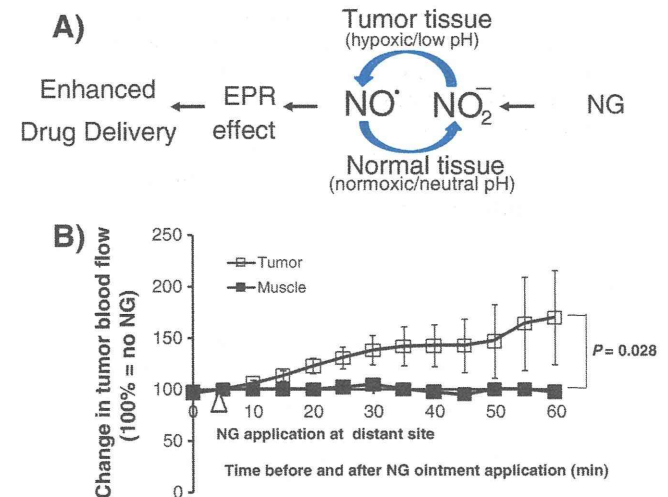 A)
Tumor tissue
(hypoxic/low pH)
Enhanced
Drug Delivery
EPR
effect
NO•
NO2−
NG
Normal tissue
(normoxic/neutral pH)
B)
Change in tumor blood flow
(100% = no NG)
250
200
150
100
50
0
Tumor
Muscle
P = 0.028
0 10 20 30 40 50 60
NG application at distant site
Time before and after NG ointment application (min)